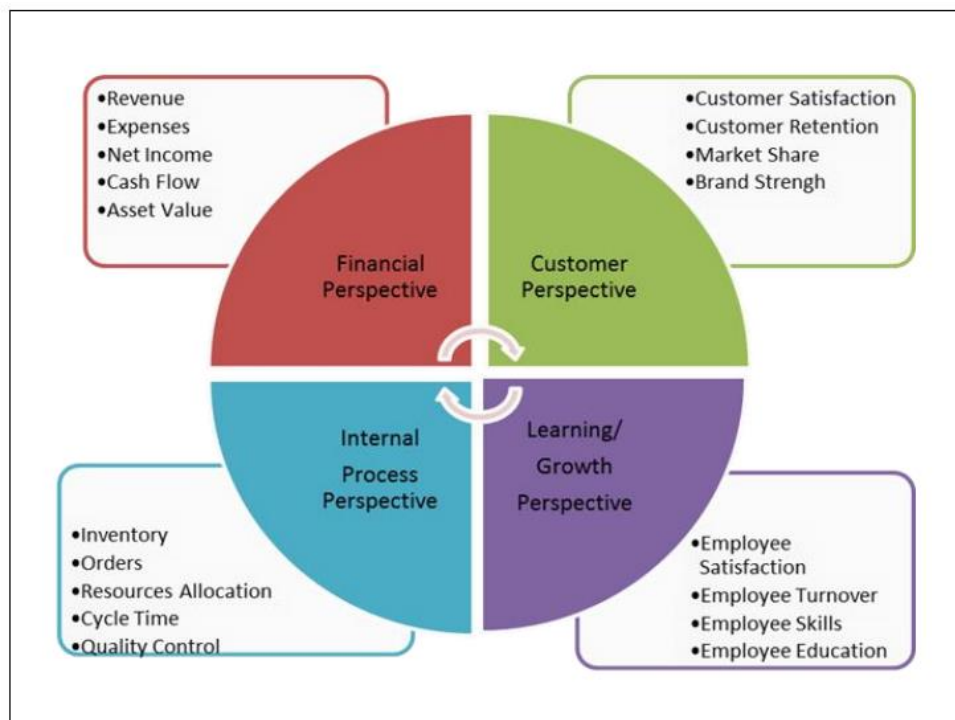 •Revenue
•Expenses
•Net Income
•Cash Flow
•Asset Value
•Customer Satisfaction
•Customer Retention
•Market Share
•Brand Strengh
Financial
Perspective
Customer
Perspective
Internal
Process
Perspective
Learning/
Growth
Perspective
•Inventory
•Orders
•Resources Allocation
•Cycle Time
•Quality Control
•Employee
Satisfaction
•Employee Turnover
•Employee Skills
•Employee Education